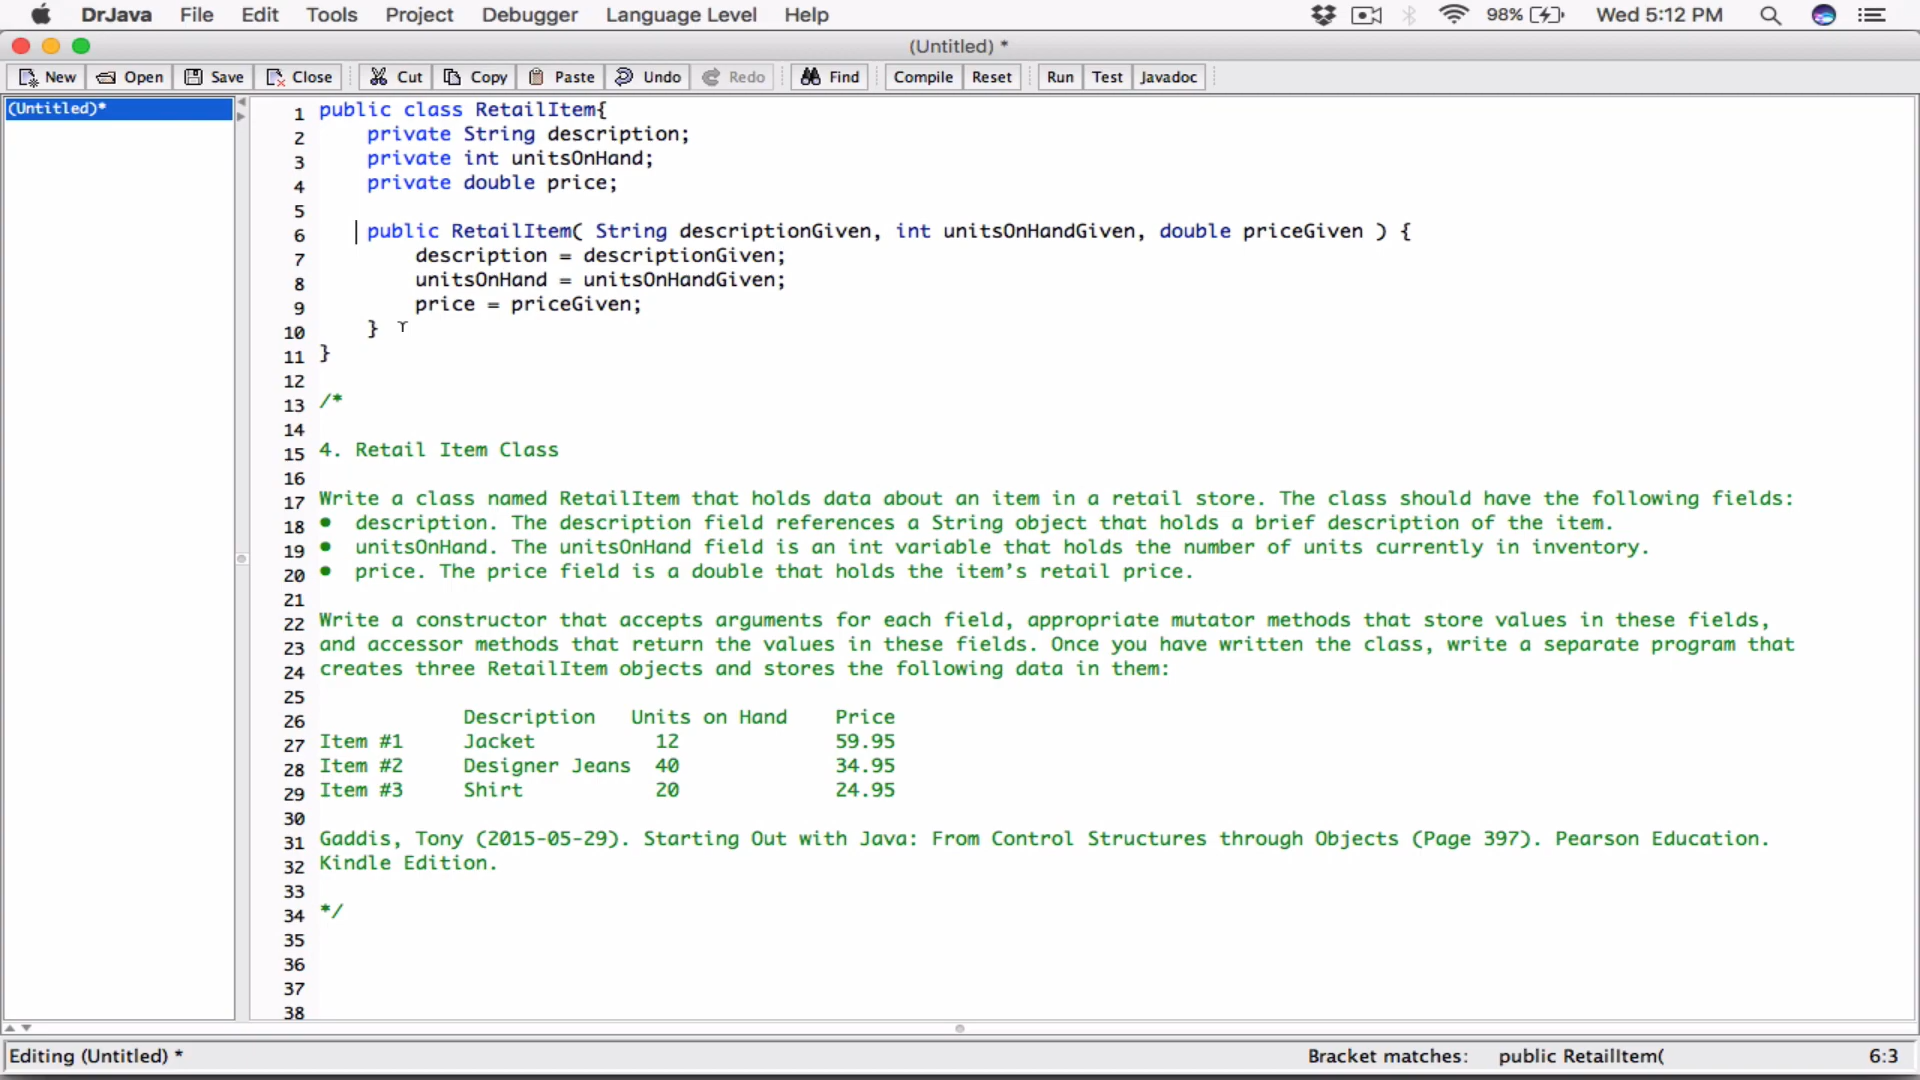 DrJava File Edit Tools Project Debugger Language Level Help 98% Wed 5:12 PM
(Untitled) *
New Open Save Close Cut Copy Paste Undo Redo Find Compile Reset Run Test Javadoc
(Untitled)*
1 public class RetailItem{
2 private String description;
3 private int unitsOnHand;
4 private double price;
5
6 public RetailItem( String descriptionGiven, int unitsOnHandGiven, double priceGiven ) {
7 description = descriptionGiven;
8 unitsOnHand = unitsOnHandGiven;
9 price = priceGiven;
10 }
11 }
12
13 /*
14
15 4. Retail Item Class
16
17 Write a class named RetailItem that holds data about an item in a retail store. The class should have the following fields:
18 • description. The description field references a String object that holds a brief description of the item.
19 • unitsOnHand. The unitsOnHand field is an int variable that holds the number of units currently in inventory.
20 • price. The price field is a double that holds the item’s retail price.
21
22 Write a constructor that accepts arguments for each field, appropriate mutator methods that store values in these fields,
23 and accessor methods that return the values in these fields. Once you have written the class, write a separate program that
24 creates three RetailItem objects and stores the following data in them:
25
26 Description Units on Hand Price
27 Item #1 Jacket 12 59.95
28 Item #2 Designer Jeans 40 34.95
29 Item #3 Shirt 20 24.95
30
31 Gaddis, Tony (2015-05-29). Starting Out with Java: From Control Structures through Objects (Page 397). Pearson Education.
32 Kindle Edition.
33
34 */
35
36
37
38
Editing (Untitled) * Bracket matches: public RetailItem( 6:3